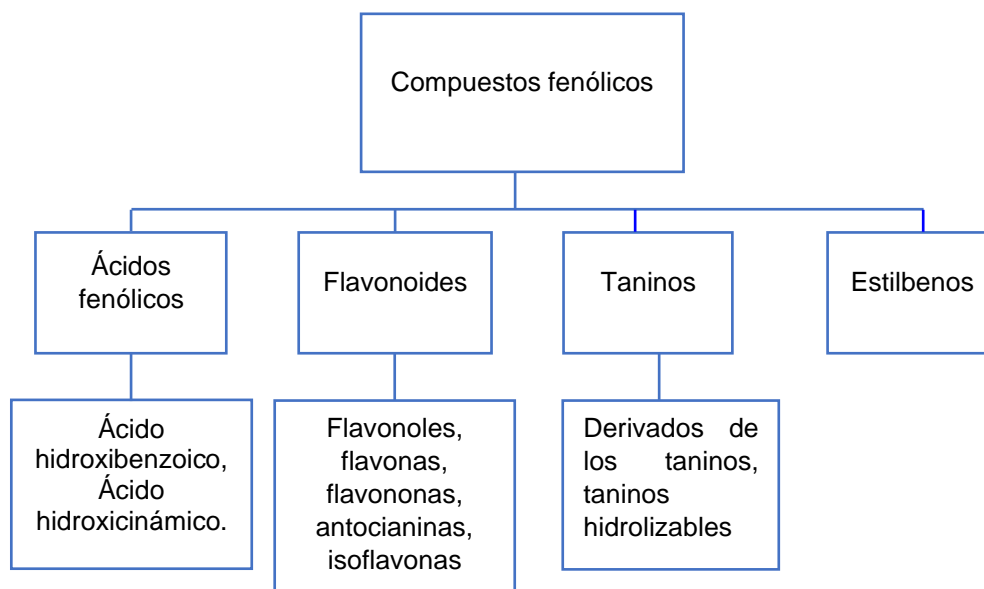 Compuestos fenólicos
Ácidos
fenólicos
Flavonoides
Taninos
Estilbenos
Ácido
hidroxibenzoico,
Ácido
hidroxicinámico.
Flavonoles,
flavonas,
flavononas,
antocianinas,
isoflavonas
Derivados de
los taninos,
taninos
hidrolizables